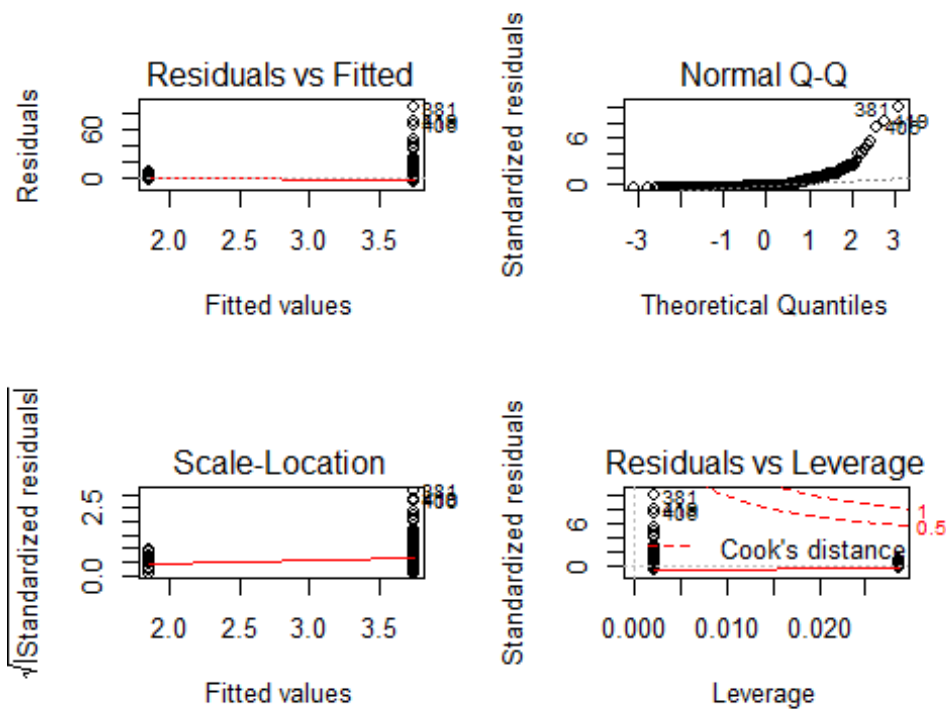 Residuals vs Fitted
Residuals
60
0
381
2.0 2.5 3.0 3.5
Fitted values
Normal Q-Q
Standardized residuals
6
0
381
-3 -1 0 1 2 3
Theoretical Quantiles
Scale-Location
√|Standardized residuals|
2.5
0.0
381
2.0 2.5 3.0 3.5
Fitted values
Residuals vs Leverage
Standardized residuals
6
0
381
1
0.5
Cook's distance
0.000 0.010 0.020
Leverage